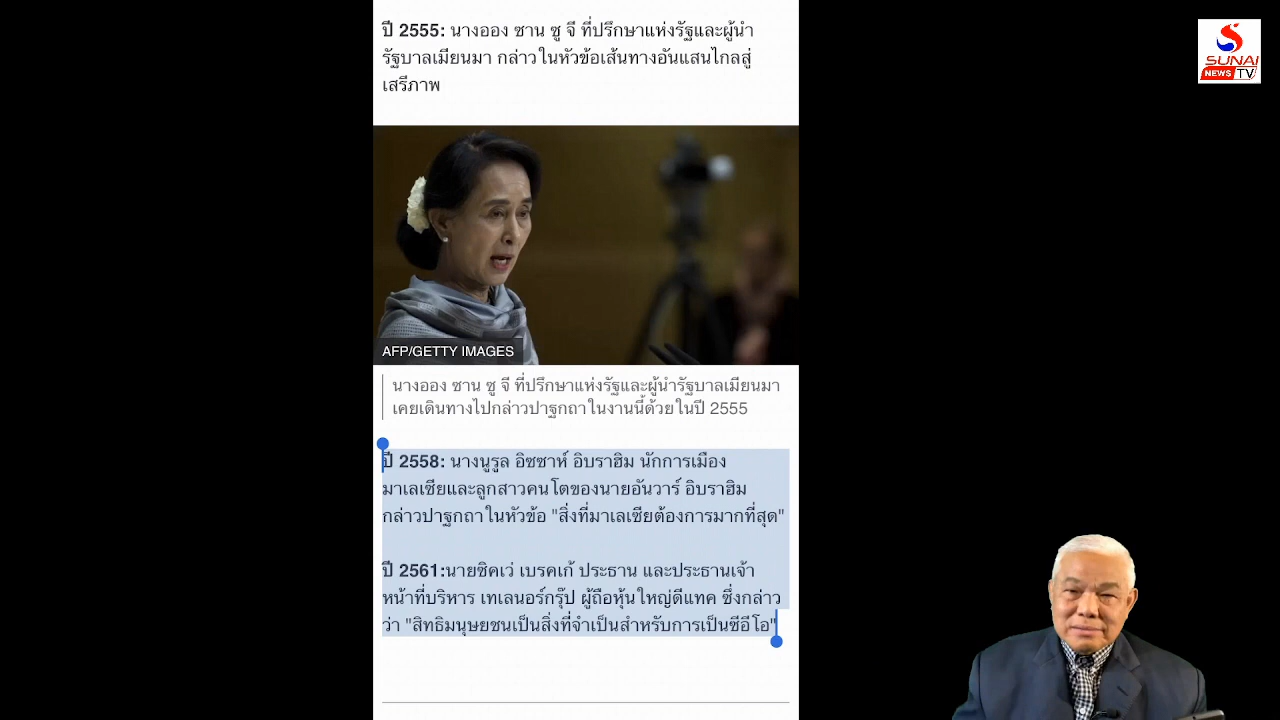 ปี 2555: นางออง ซาน ซู จี ที่ปรึกษาแห่งรัฐและผู้นำ
รัฐบาลเมียนมา กล่าวในหัวข้อเส้นทางอันแสนไกลสู่
เสรีภาพ
SUNAI
NEWS TV
AFP/GETTY IMAGES
นางออง ซาน ซู จี ที่ปรึกษาแห่งรัฐและผู้นำรัฐบาลเมียนมา
เคยเดินทางไปกล่าวปาฐกถาในงานนี้ด้วยในปี 2555
ปี 2558: นางนูรูล อิซซาห์ อิบราฮิม นักการเมือง
มาเลเซียและลูกสาวคนโตของนายอันวาร์ อิบราฮิม
กล่าวปาฐกถาในหัวข้อ "สิ่งที่มาเลเซียต้องการมากที่สุด"
ปี 2561:นายซิคเว่ เบรคเก้ ประธาน และประธานเจ้า
หน้าที่บริหาร เทเลนอร์กรุ๊ป ผู้ถือหุ้นใหญ่ดีแทค ซึ่งกล่าว
ว่า "สิทธิมนุษยชนเป็นสิ่งที่จำเป็นสำหรับการเป็นซีอีโอ"